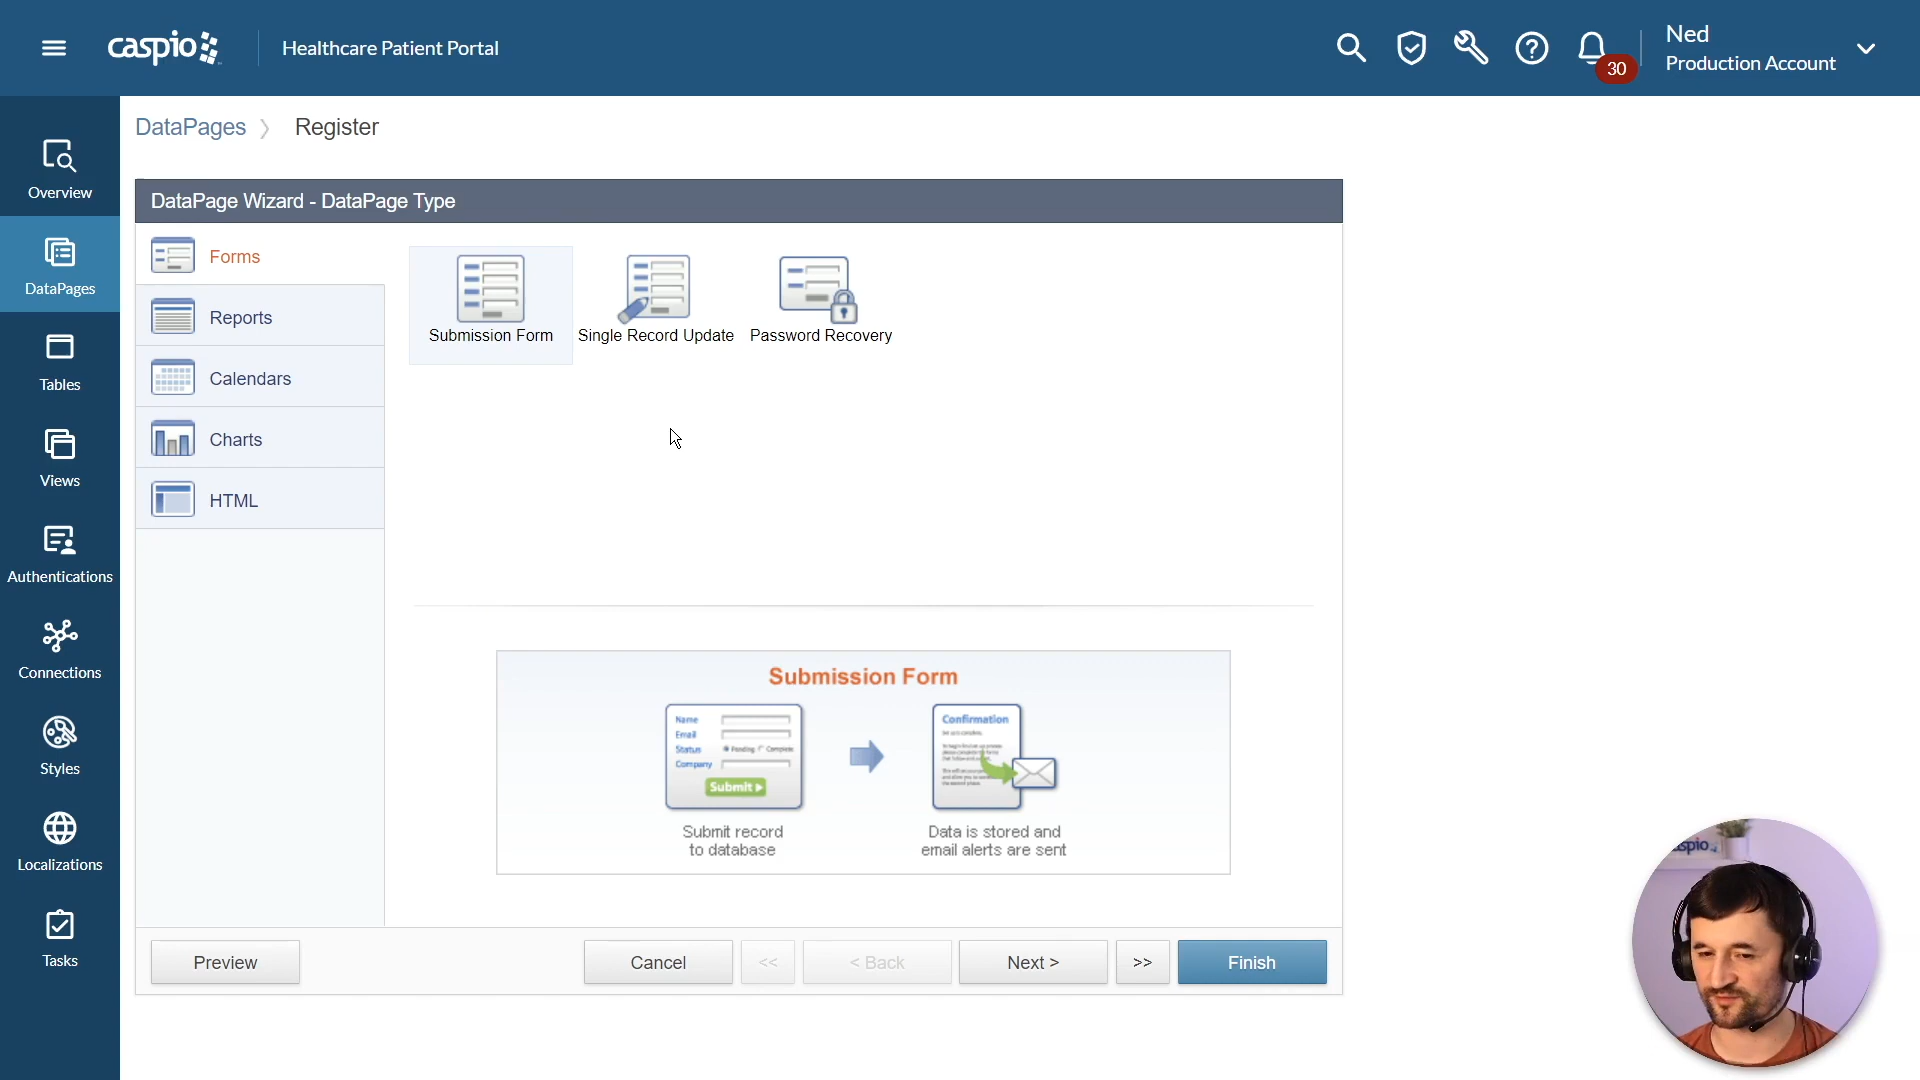 caspio
Healthcare Patient Portal
30
Ned
Production Account
Overview
DataPages
Tables
Views
Authentications
Connections
Styles
Localizations
Tasks
DataPages
Register
DataPage Wizard - DataPage Type
Forms
Reports
Calendars
Charts
HTML
Submission Form
Single Record Update
Password Recovery
Submission Form
Name
Email
Status
Pending
Complete
Company
Submit
Submit record
to database
Confirmation
Data is stored and
email alerts are sent
Preview
Cancel
<<
< Back
Next >
>>
Finish